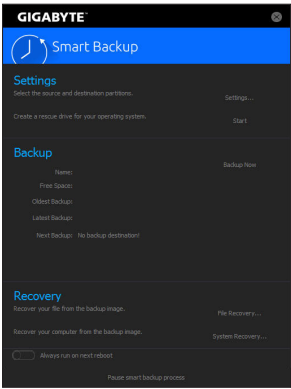 GIGABYTE™
Smart Backup
Settings
Select the source and destination partitions.
Settings...
Create a rescue drive for your operating system.
Start
Backup
Backup Now
Name:
Free Space:
Oldest Backup:
Latest Backup:
Next Backup: No backup destination!
Recovery
Recover your file from the backup image.
File Recovery...
Recover your computer from the backup image.
System Recovery...
Always run on next reboot
Pause smart backup process